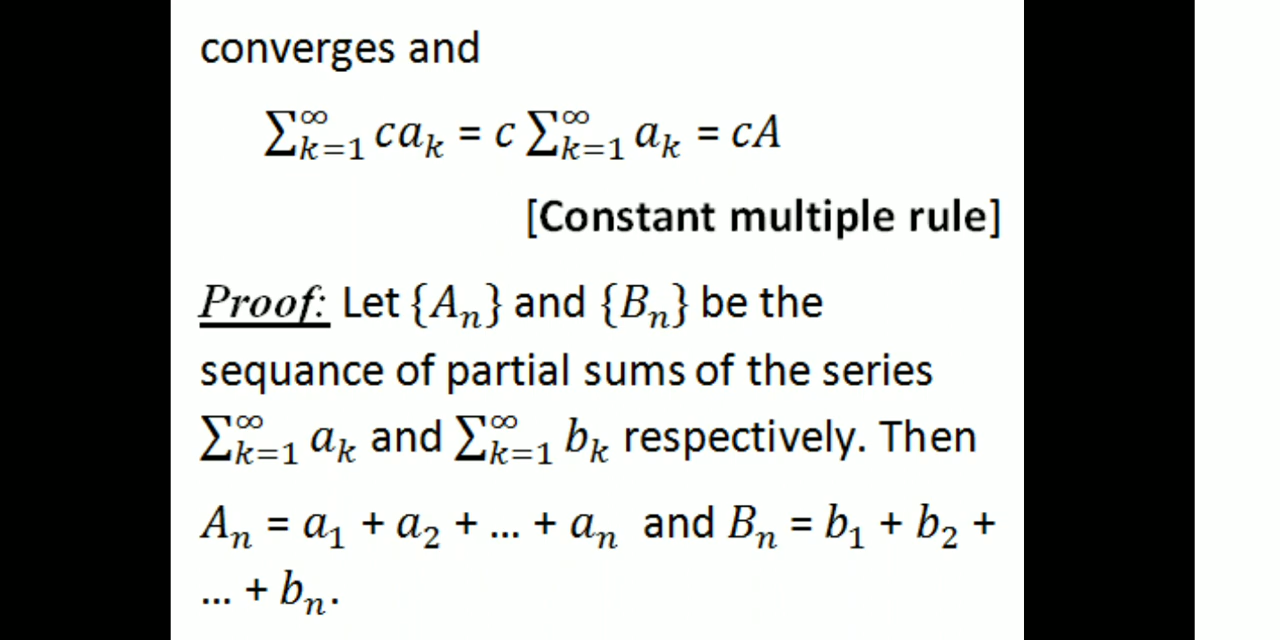 converges and
∑_{k=1}^{∞} ca_k = c ∑_{k=1}^{∞} a_k = cA
[Constant multiple rule]
Proof: Let {A_n} and {B_n} be the
sequance of partial sums of the series
∑_{k=1}^{∞} a_k and ∑_{k=1}^{∞} b_k respectively. Then
A_n = a_1 + a_2 + ... + a_n and B_n = b_1 + b_2 +
... + b_n.